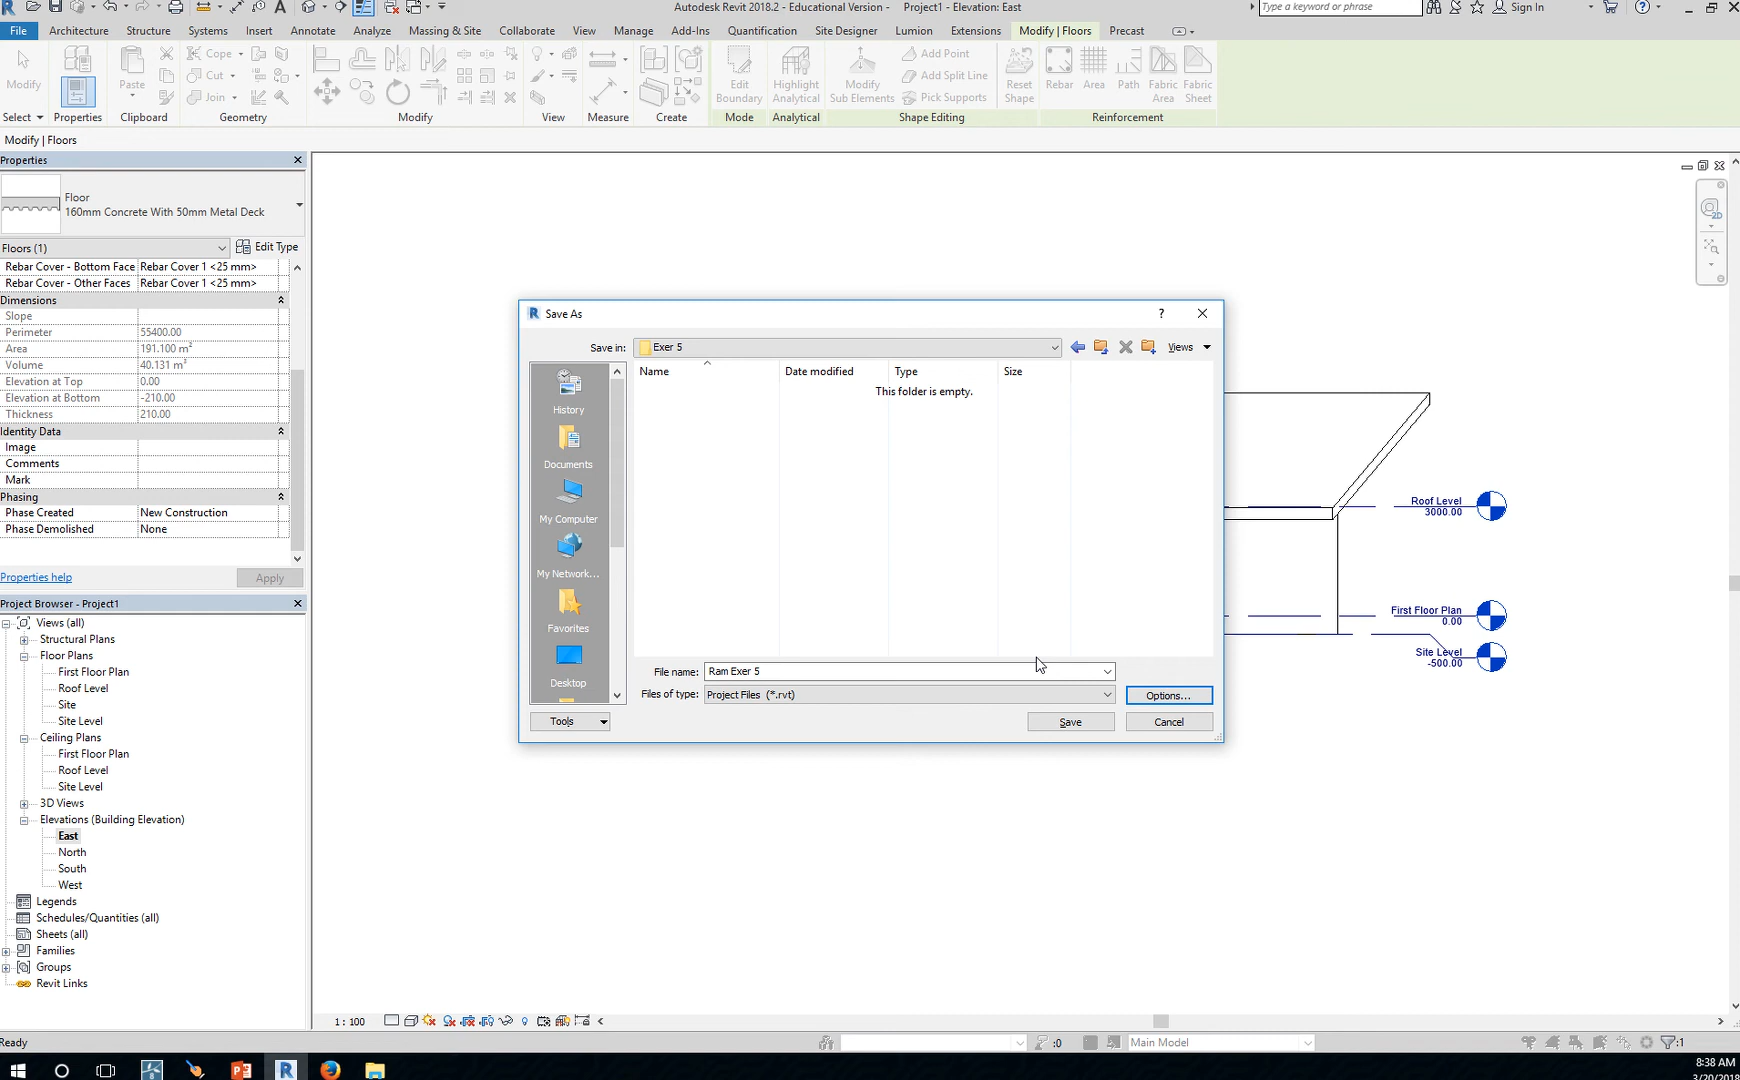 Autodesk Revit 2018.2 - Educational Version - Project1 - Elevation: East
Type a keyword or phrase
Sign In
File Architecture Structure Systems Insert Annotate Analyze Massing & Site Collaborate View Manage Add-Ins Quantification Site Designer Lumion Extensions Modify | Floors Precast
Modify
Paste
Cope
Cut
Join
Edit Boundary
Highlight Analytical
Modify Sub Elements
Add Point
Add Split Line
Pick Supports
Reset Shape
Rebar
Area
Path
Fabric Area
Fabric Sheet
Select Properties Clipboard Geometry Modify View Measure Create Mode Analytical Shape Editing Reinforcement
Modify | Floors
Properties
Floor
160mm Concrete With 50mm Metal Deck
Floors (1) Edit Type
Rebar Cover - Bottom Face Rebar Cover 1 <25 mm>
Rebar Cover - Other Faces Rebar Cover 1 <25 mm>
Dimensions
Slope
Perimeter 55400.00
Area 191.100 m²
Volume 40.131 m³
Elevation at Top 0.00
Elevation at Bottom -210.00
Thickness 210.00
Identity Data
Image
Comments
Mark
Phasing
Phase Created New Construction
Phase Demolished None
Properties help Apply
Project Browser - Project1
Views (all)
Structural Plans
Floor Plans
First Floor Plan
Roof Level
Site
Site Level
Ceiling Plans
First Floor Plan
Roof Level
Site Level
3D Views
Elevations (Building Elevation)
East
North
South
West
Legends
Schedules/Quantities (all)
Sheets (all)
Families
Groups
Revit Links
Save As
Save in: Exer 5 Views
Name Date modified Type Size
This folder is empty.
History
Documents
My Computer
My Network...
Favorites
Desktop
File name: Ram Exer 5
Files of type: Project Files (*.rvt) Options...
Tools Save Cancel
Roof Level
3000.00
First Floor Plan
0.00
Site Level
-500.00
2D
1 : 100
Ready
:0
Main Model
:1
8:38 AM
3/20/2018